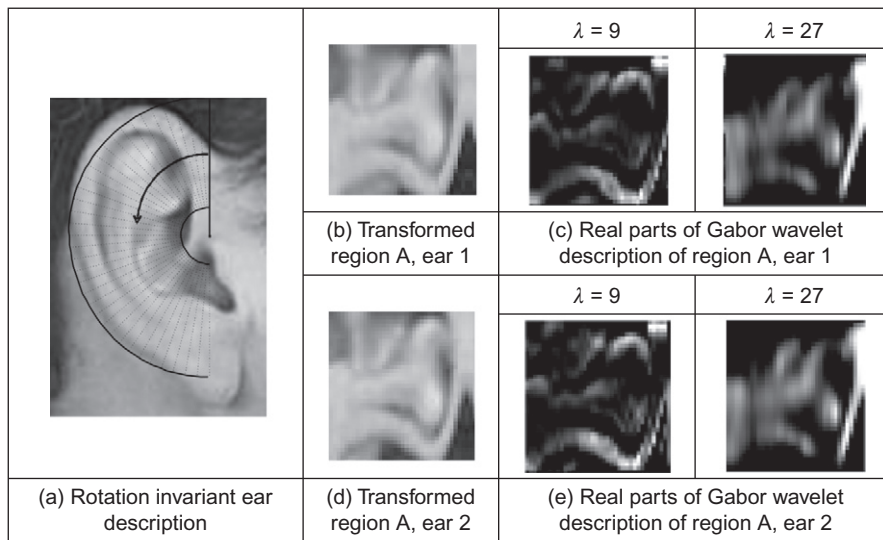 λ = 9
λ = 27
(b) Transformed
region A, ear 1
(c) Real parts of Gabor wavelet
description of region A, ear 1
λ = 9
λ = 27
(a) Rotation invariant ear
description
(d) Transformed
region A, ear 2
(e) Real parts of Gabor wavelet
description of region A, ear 2